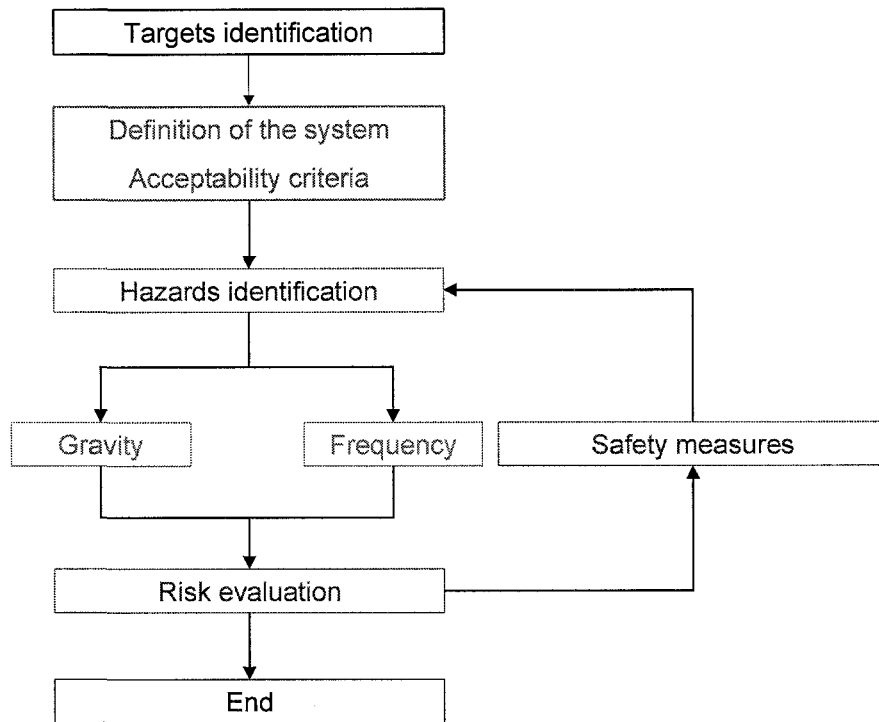 Targets identification
Definition of the system
Acceptability criteria
Hazards identification
Gravity
Frequency
Safety measures
Risk evaluation
End